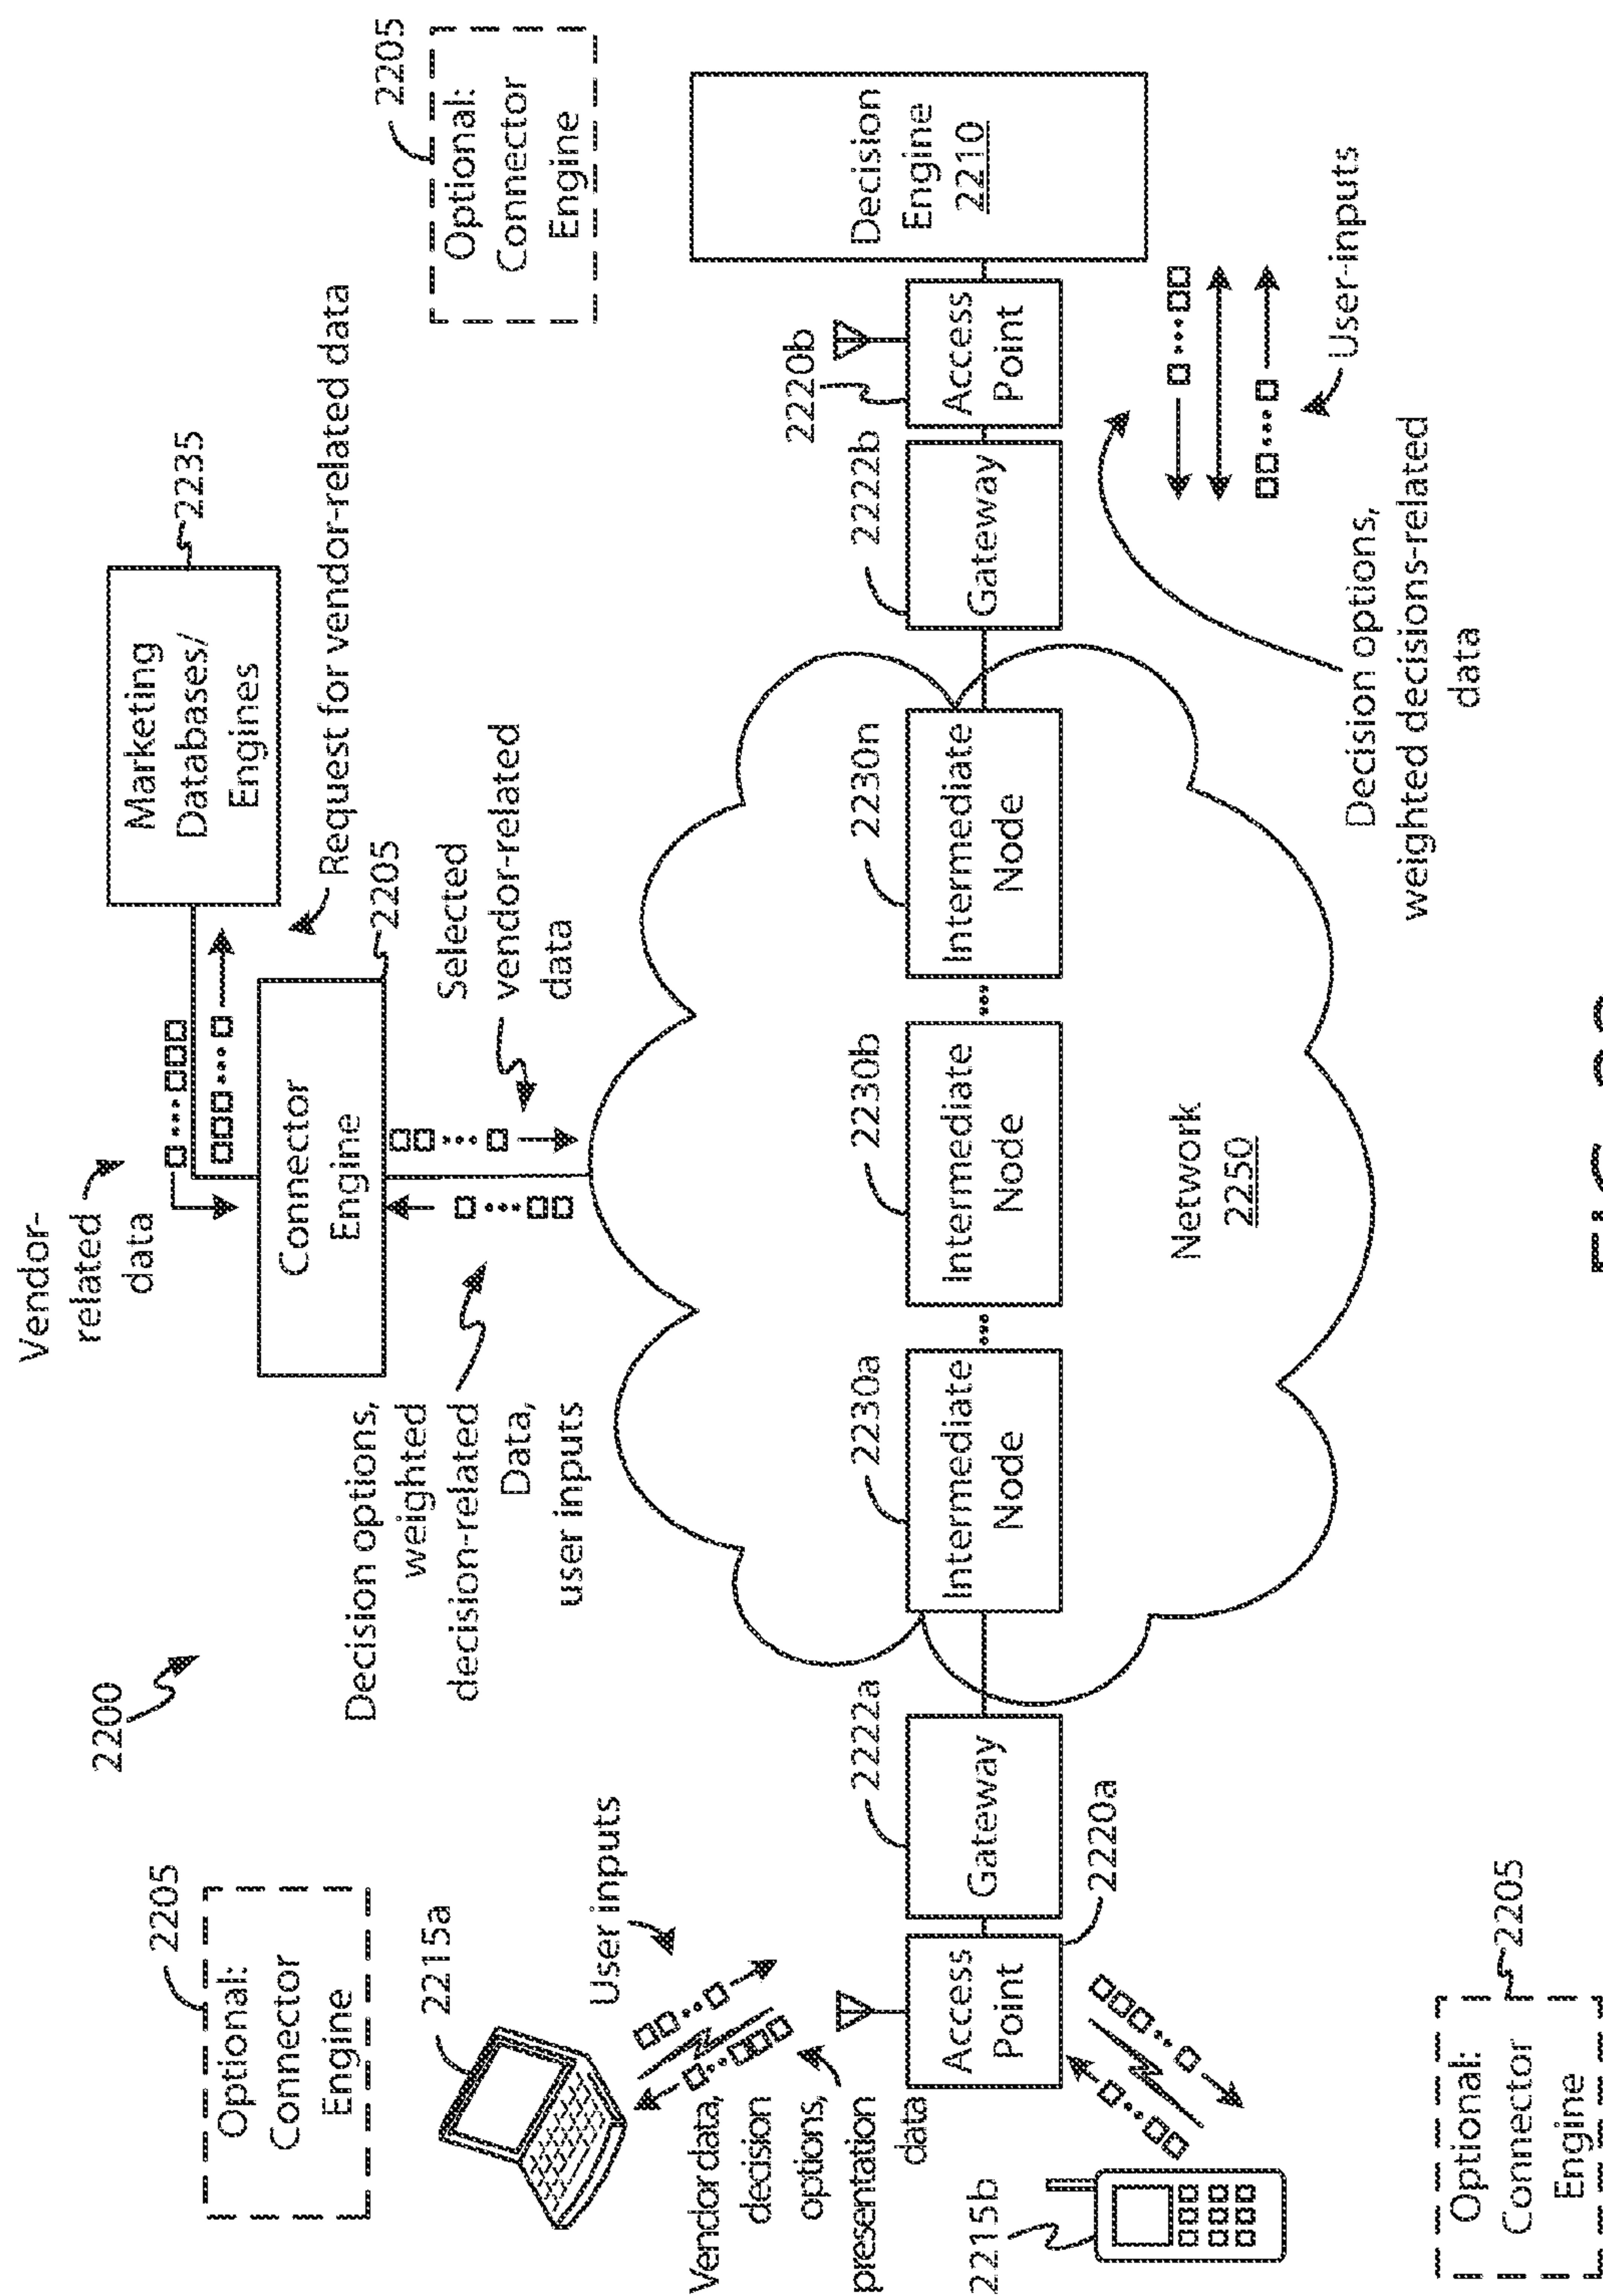 2200
Vendor-
related
data
Marketing
Databases/
Engines
2235
Request for vendor-related data
Connector
Engine
2205
Selected
vendor-related
data
Decision options,
weighted
decision-related
Data,
user inputs
2205
Optional:
Connector
Engine
2205
Optional:
Connector
Engine
2215a
User inputs
Vendor data,
decision
options,
presentation
data
2215b
Access
Point
2220a
Gateway
2222a
Intermediate
Node
2230a
Intermediate
Node
2230b
Intermediate
Node
2230n
Network
2250
Gateway
2222b
Access
Point
2220b
Decision
Engine
2210
User-inputs
Decision options,
weighted decisions-related
data
2205
Optional:
Connector
Engine